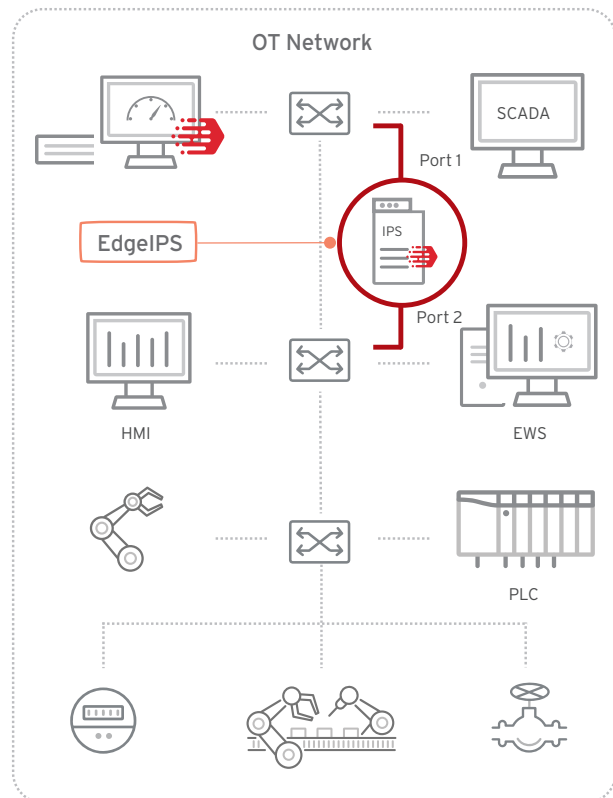 OT Network
SCADA
Port 1
IPS
EdgeIPS
Port 2
HMI
EWS
PLC